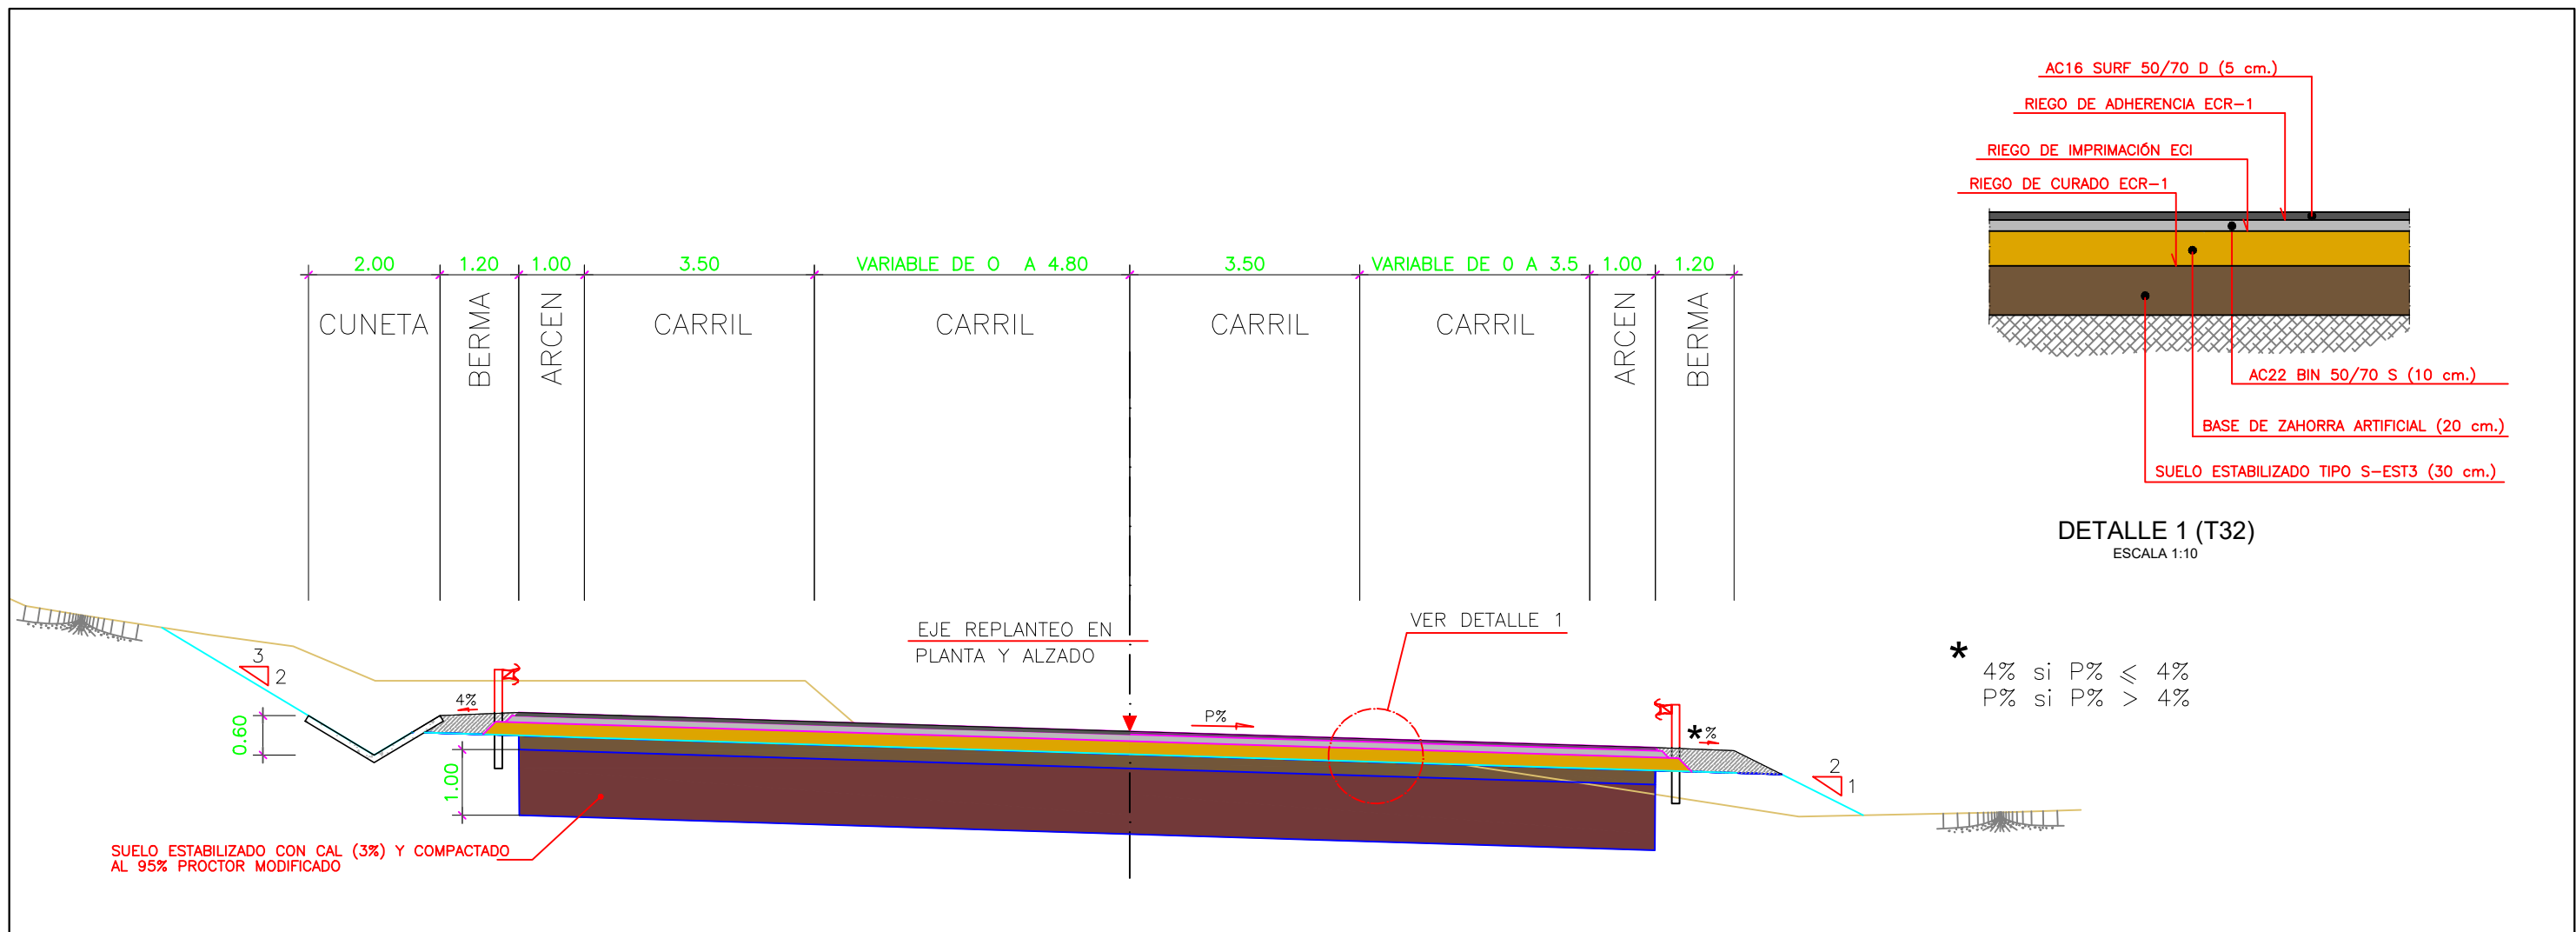 AC16 SURF 50/70 D (5 cm.)
RIEGO DE ADHERENCIA ECR-1
RIEGO DE IMPRIMACIÓN ECI
RIEGO DE CURADO ECR-1
2.00
1.20
1.00
3.50
VARIABLE DE O A 4.80
3.50
VARIABLE DE 0 A 3.5
1.00
1.20
CUNETA
BERMA
ARCEN
CARRIL
CARRIL
CARRIL
CARRIL
ARCEN
BERMA
AC22 BIN 50/70 S (10 cm.)
BASE DE ZAHORRA ARTIFICIAL (20 cm.)
SUELO ESTABILIZADO TIPO S-EST3 (30 cm.)
DETALLE 1 (T32)
ESCALA 1:10
EJE REPLANTEO EN
PLANTA Y ALZADO
VER DETALLE 1
3
2
4%
P%
*%
2
1
0.60
1.00
* 4% si P% ≤ 4%
P% si P% > 4%
SUELO ESTABILIZADO CON CAL (3%) Y COMPACTADO
AL 95% PROCTOR MODIFICADO